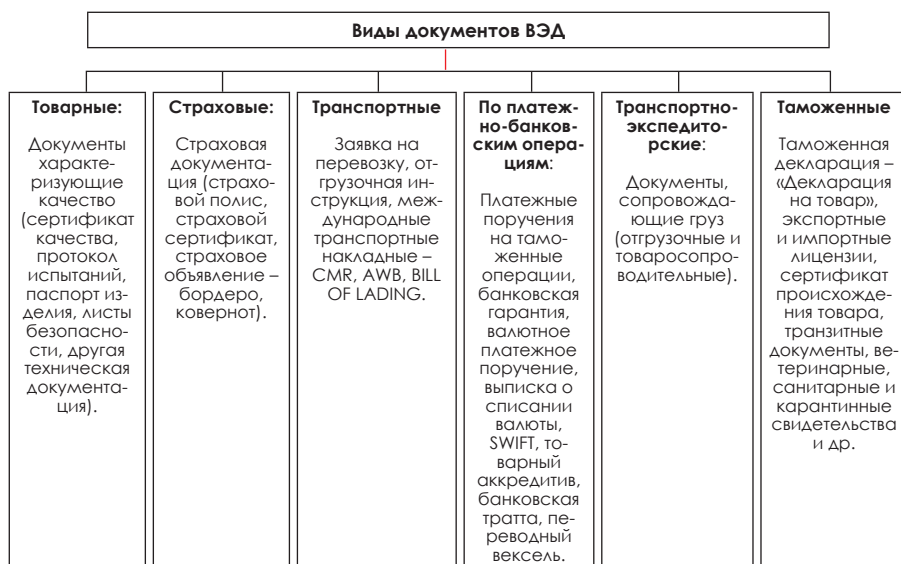 Виды документов ВЭД
Товарные:
Документы
характе-
ризующие
качество
(сертификат
качества,
протокол
испытаний,
паспорт из-
делия, листы
безопасно-
сти, другая
техническая
документа-
ция).
Страховые:
Страховая
документа-
ция (страхо-
вой полис,
страховой
сертификат,
страховое
объявление –
бордеро,
ковернот).
Транспортные
Заявка на
перевозку, от-
грузочная ин-
струкция, меж-
дународные
транспортные
накладные –
CMR, AWB, BILL
OF LADING.
По платеж-
но-банков-
ским опера-
циям:
Платежные
поручения
на тамо-
женные
операции,
банковская
гарантия,
валютное
платежное
поручение,
выписка о
списании
валюты,
SWIFT, то-
варный
аккредитив,
банковская
тратта, пе-
реводный
вексель.
Транспортно-
экспедито-
рские:
Документы,
сопровожда-
ющие груз
(отгрузочные и
товаросопро-
водительные).
Таможенные
Таможенная
декларация –
«Декларация
на товар»,
экспортные
и импортные
лицензии,
сертификат
происхожде-
ния товара,
транзитные
документы, ве-
теринарные,
санитарные и
карантинные
свидетельства
и др.